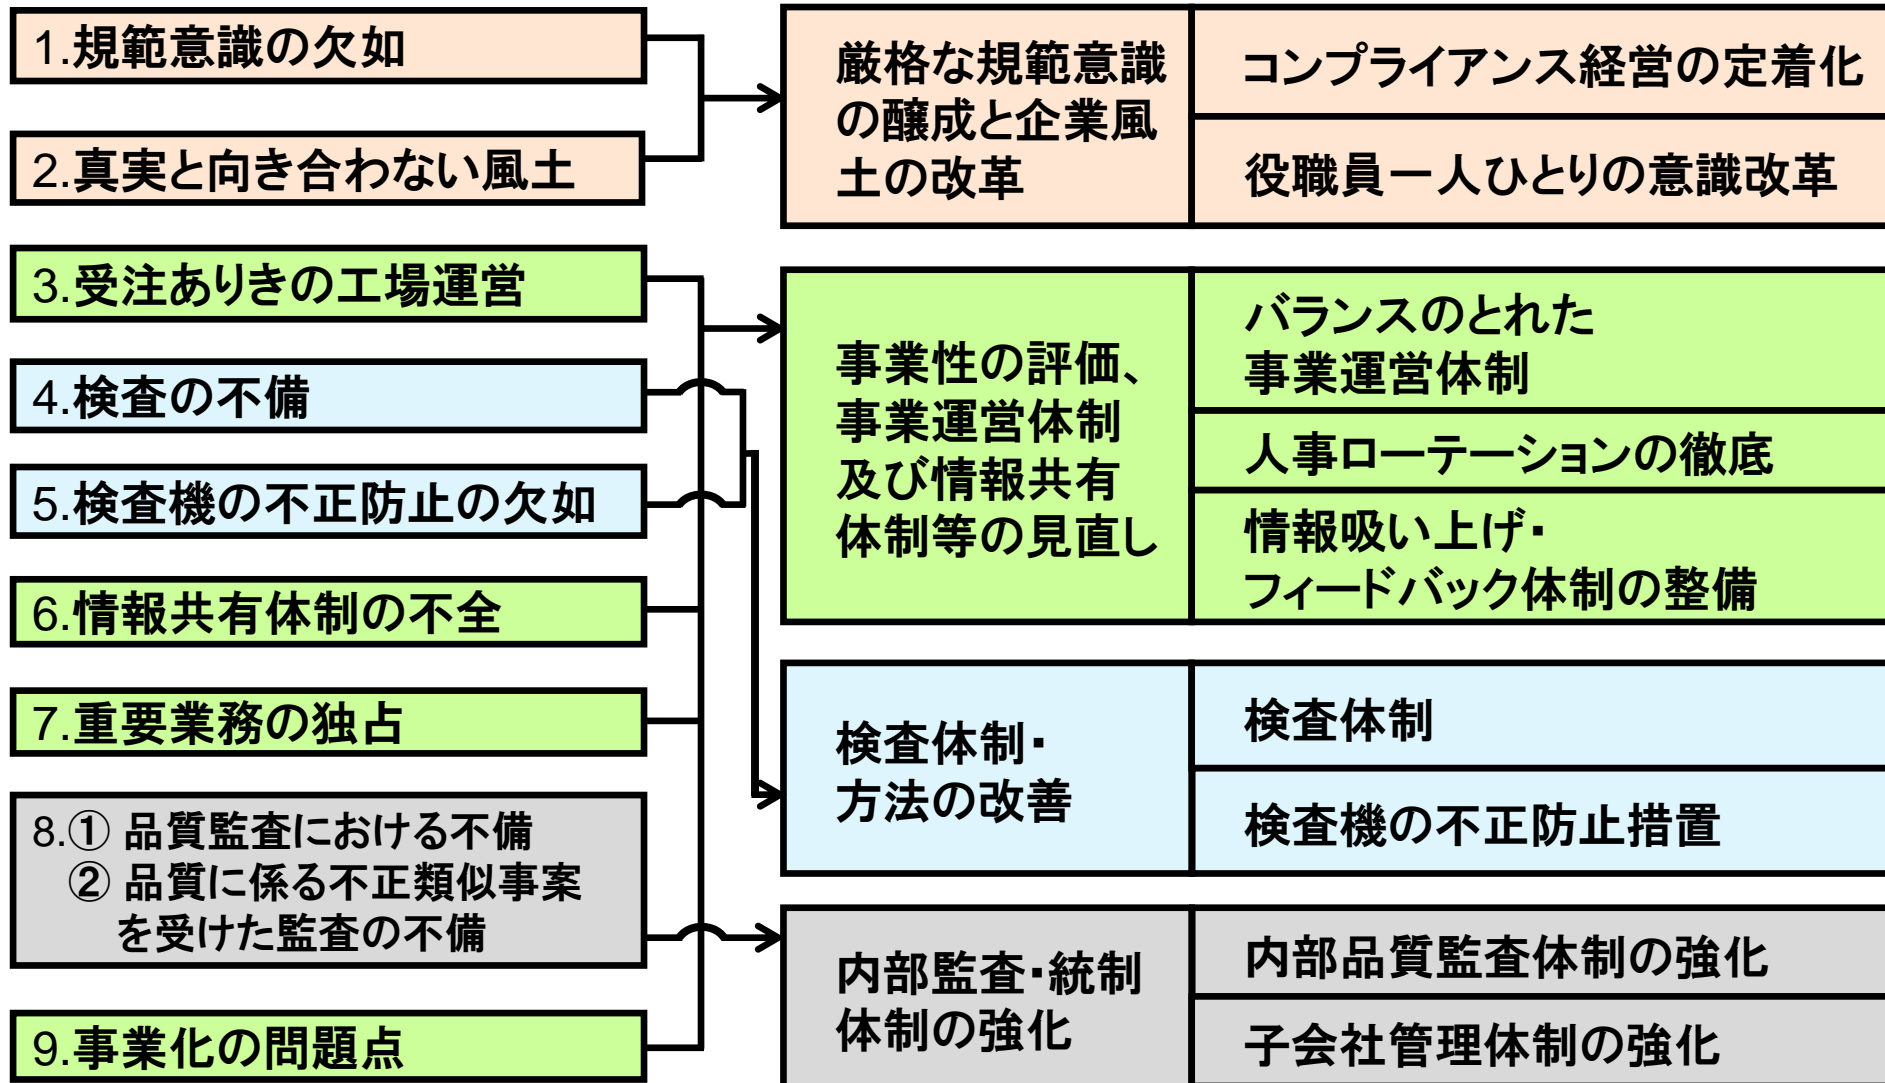 1.規範意識の欠如
2.真実と向き合わない風土
3.受注ありきの工場運営
4.検査の不備
5.検査機の不正防止の欠如
6.情報共有体制の不全
7.重要業務の独占
8.① 品質監査における不備
② 品質に係る不正類似事案
を受けた監査の不備
9.事業化の問題点
厳格な規範意識
の醸成と企業風
土の改革
コンプライアンス経営の定着化
役職員一人ひとりの意識改革
事業性の評価、
事業運営体制
及び情報共有
体制等の見直し
バランスのとれた
事業運営体制
人事ローテーションの徹底
情報吸い上げ・
フィードバック体制の整備
検査体制・
方法の改善
検査体制
検査機の不正防止措置
内部監査・統制
体制の強化
内部品質監査体制の強化
子会社管理体制の強化